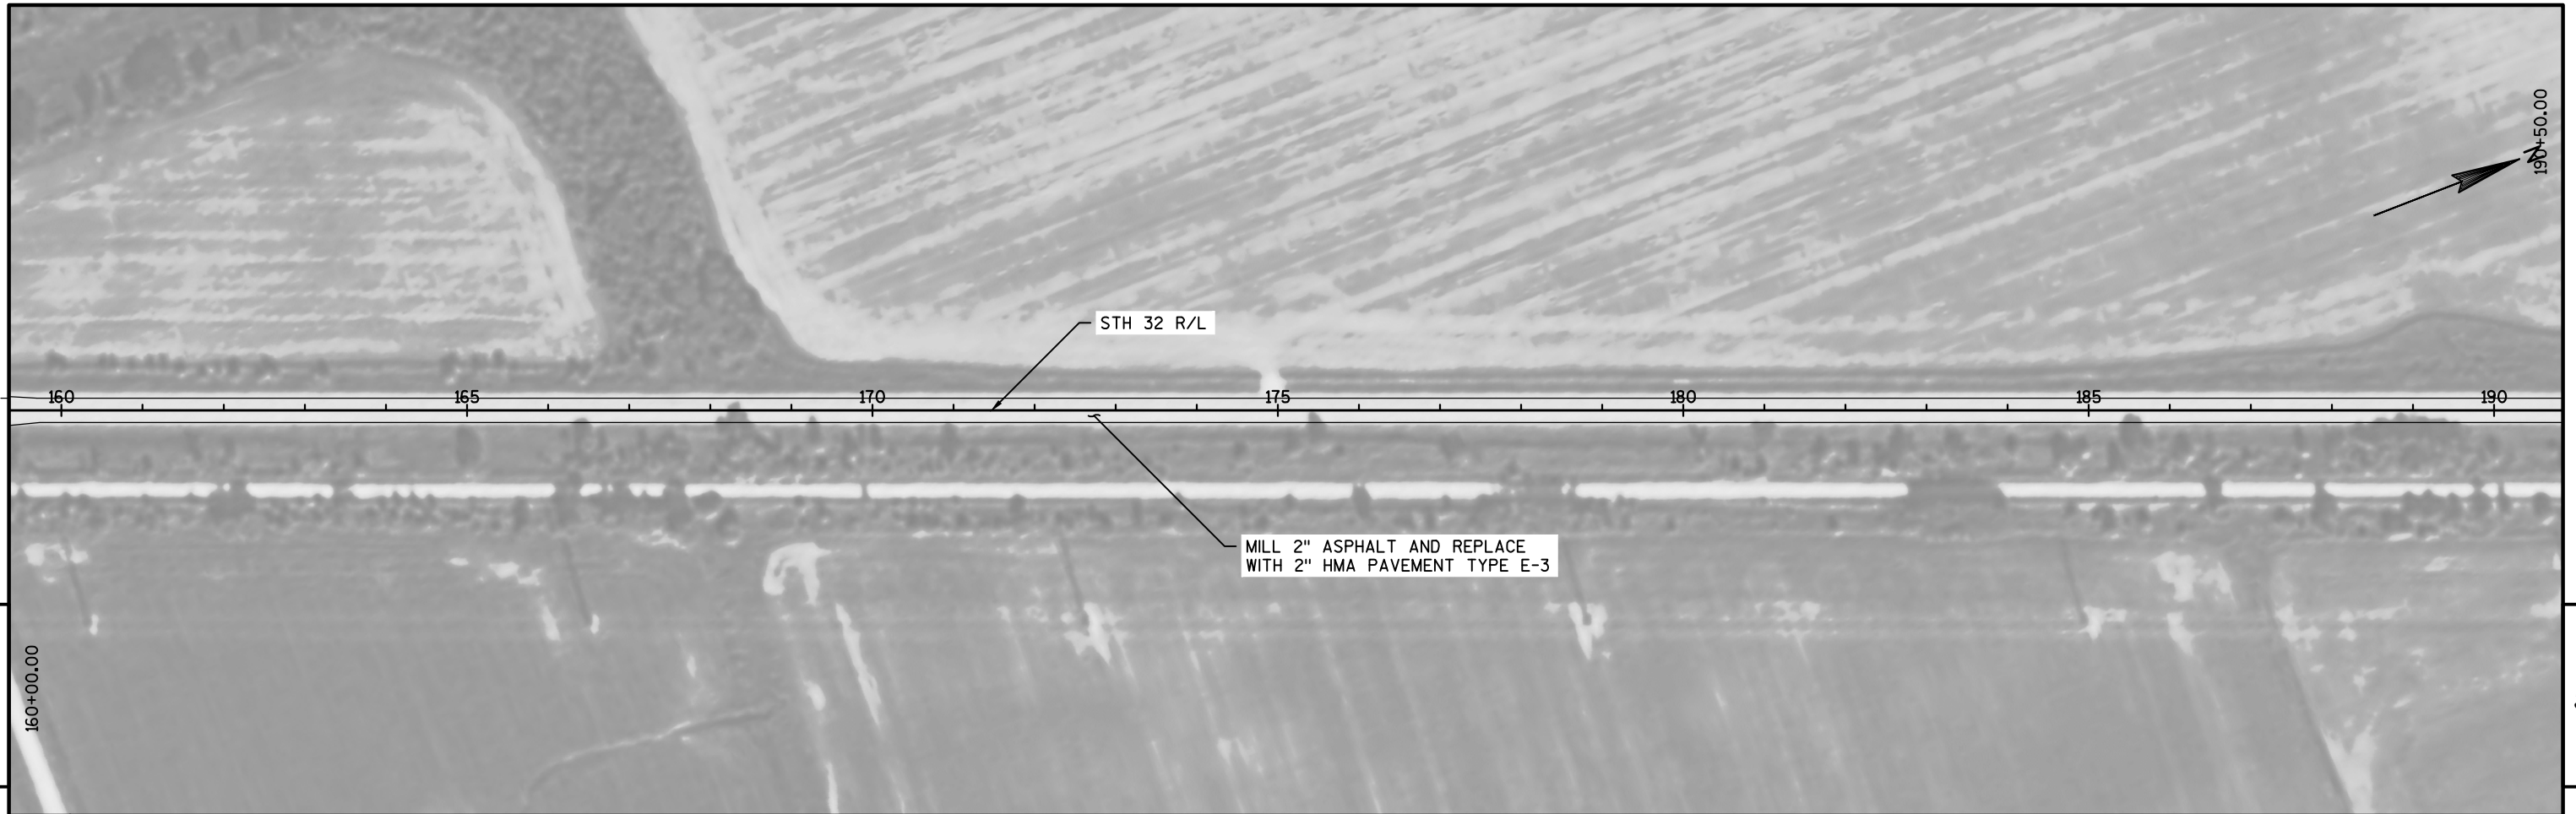 190+50.00
N
STH 32 R/L
160 165 170 175 180 185 190
MILL 2" ASPHALT AND REPLACE
WITH 2" HMA PAVEMENT TYPE E-3
160+00.00